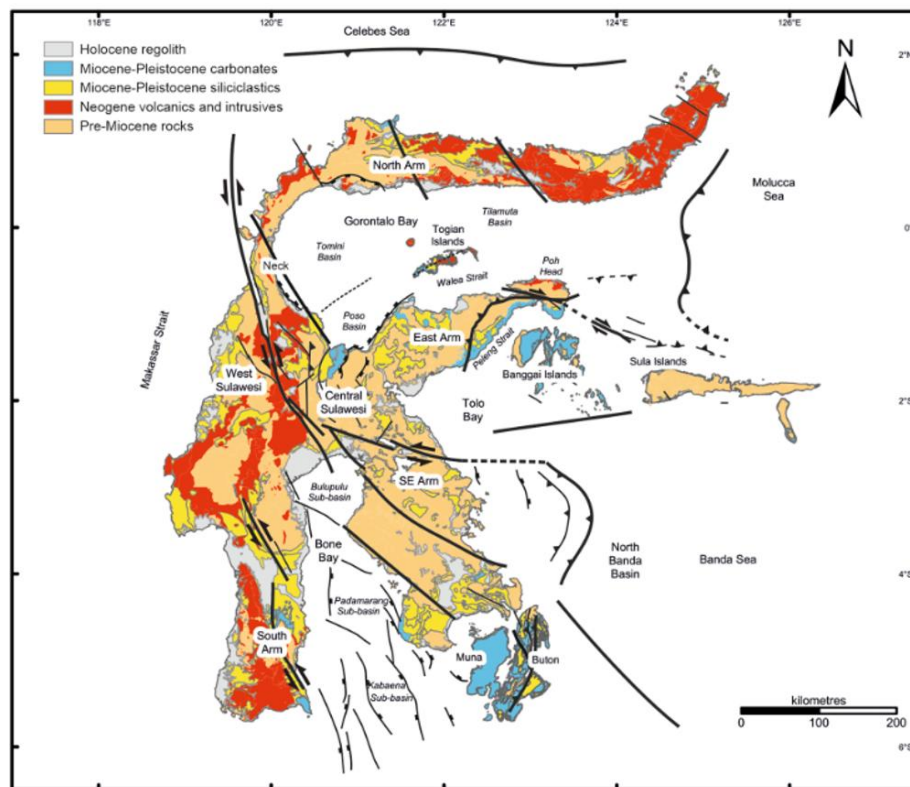 118°E
120°E
122°E
124°E
126°E
Celebes Sea
2°N
N
Holocene regolith
Miocene-Pleistocene carbonates
Miocene-Pleistocene siliciclastics
Neogene volcanics and intrusives
Pre-Miocene rocks
North Arm
Molucca
Sea
Gorontalo Bay
Tilamuta
Basin
0°
Togian
Islands
Tomini
Basin
Neck
Walea Strait
Poh
Head
Poso
Basin
Makassar Strait
East Arm
Peleng Strait
West
Sulawesi
Banggai Islands
Sula Islands
Central
Sulawesi
Tolo
Bay
2°S
SE Arm
Bulupulu
Sub-basin
Bone
Bay
North
Banda
Basin
Banda Sea
4°S
Padamarang
Sub-basin
South
Arm
Muna
Buton
Kabaena
Sub-basin
kilometres
0
100
200
6°S